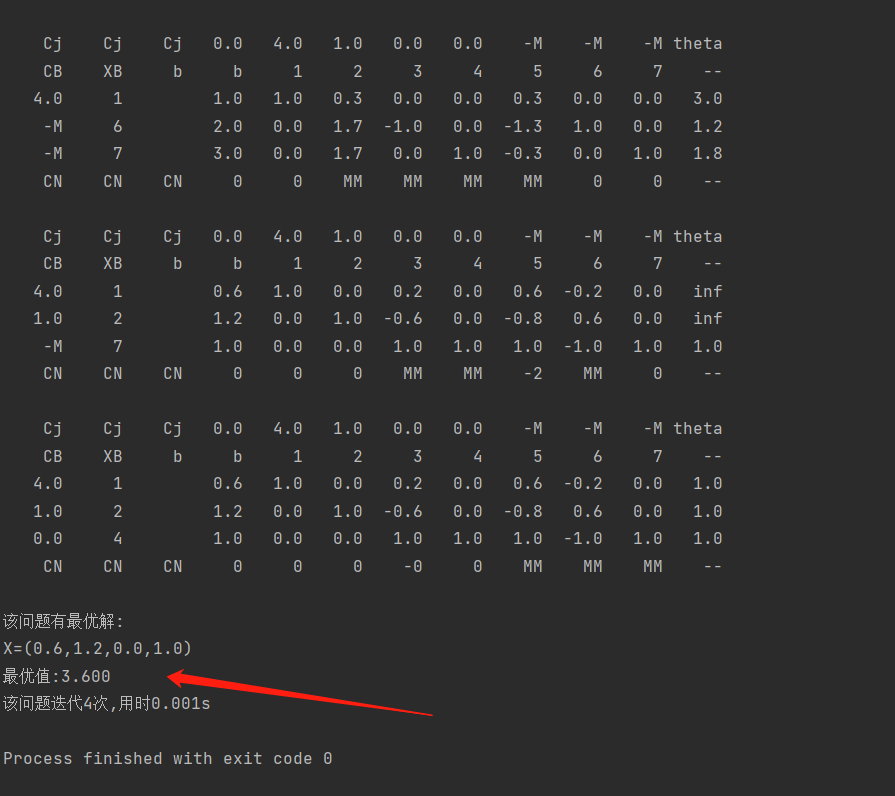 Cj Cj Cj 0.0 4.0 1.0 0.0 0.0 -M -M -M theta
CB XB b b 1 2 3 4 5 6 7 --
4.0 1 1.0 1.0 0.3 0.0 0.0 0.3 0.0 0.0 3.0
-M 6 2.0 0.0 1.7 -1.0 0.0 -1.3 1.0 0.0 1.2
-M 7 3.0 0.0 1.7 0.0 1.0 -0.3 0.0 1.0 1.8
CN CN CN 0 0 MM MM MM MM 0 0 --
Cj Cj Cj 0.0 4.0 1.0 0.0 0.0 -M -M -M theta
CB XB b b 1 2 3 4 5 6 7 --
4.0 1 0.6 1.0 0.0 0.2 0.0 0.6 -0.2 0.0 inf
1.0 2 1.2 0.0 1.0 -0.6 0.0 -0.8 0.6 0.0 inf
-M 7 1.0 0.0 0.0 1.0 1.0 1.0 -1.0 1.0 1.0
CN CN CN 0 0 0 MM MM -2 MM 0 --
Cj Cj Cj 0.0 4.0 1.0 0.0 0.0 -M -M -M theta
CB XB b b 1 2 3 4 5 6 7 --
4.0 1 0.6 1.0 0.0 0.2 0.0 0.6 -0.2 0.0 1.0
1.0 2 1.2 0.0 1.0 -0.6 0.0 -0.8 0.6 0.0 1.0
0.0 4 1.0 0.0 0.0 1.0 1.0 1.0 -1.0 1.0 1.0
CN CN CN 0 0 0 -0 0 MM MM MM --
该问题有最优解:
X=(0.6,1.2,0.0,1.0)
最优值:3.600
该问题迭代4次,用时0.001s
Process finished with exit code 0